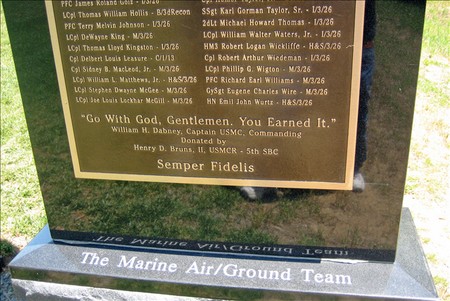 PFC James Roland Golf - I/3/26
LCpl Thomas William Hollis - B/3dRecon
PFC Terry Melvin Johnson - I/3/26
LCpl DeWayne King - M/3/26
LCpl Thomas Lloyd Kingston - I/3/26
Cpl Delbert Louis Leasure - C/1/13
Cpl Sidney B. MacLeod, Jr. - M/3/26
LCpl William L. Matthews, Jr. - H&S/3/26
LCpl Stephen Dwayne McGee - M/3/26
LCpl Joe Louis Lockhar McGill - M/3/26
SSgt Karl Gorman Taylor, Sr. - I/3/26
2dLt Michael Howard Thomas - I/3/26
LCpl William Walter Waters, Jr. - I/3/26
HM3 Robert Logan Wickliffe - H&S/3/26
Cpl Robert Arthur Wiedeman - I/3/26
LCpl Phillip G. Wigton - M/3/26
PFC Richard Earl Williams - M/3/26
GySgt Eugene Charles Wire - M/3/26
HN Emil John Wurtz - H&S/3/26
"Go With God, Gentlemen. You Earned It."
William H. Dabney, Captain USMC, Commanding
Donated by
Henry D. Bruns, II, USMCR - 5th SBC
Semper Fidelis
The Marine Air/Ground Team